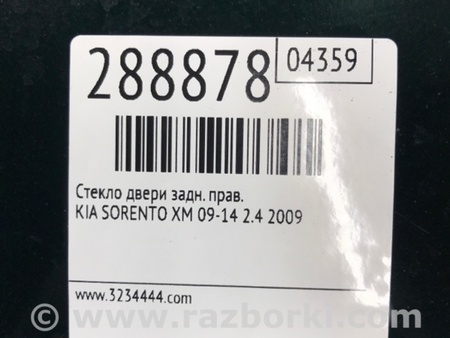 288878
04359
Стекло двери задн. прав.
KIA SORENTO XM 09-14 2.4 2009
www.3234444.com
www.razborki.com